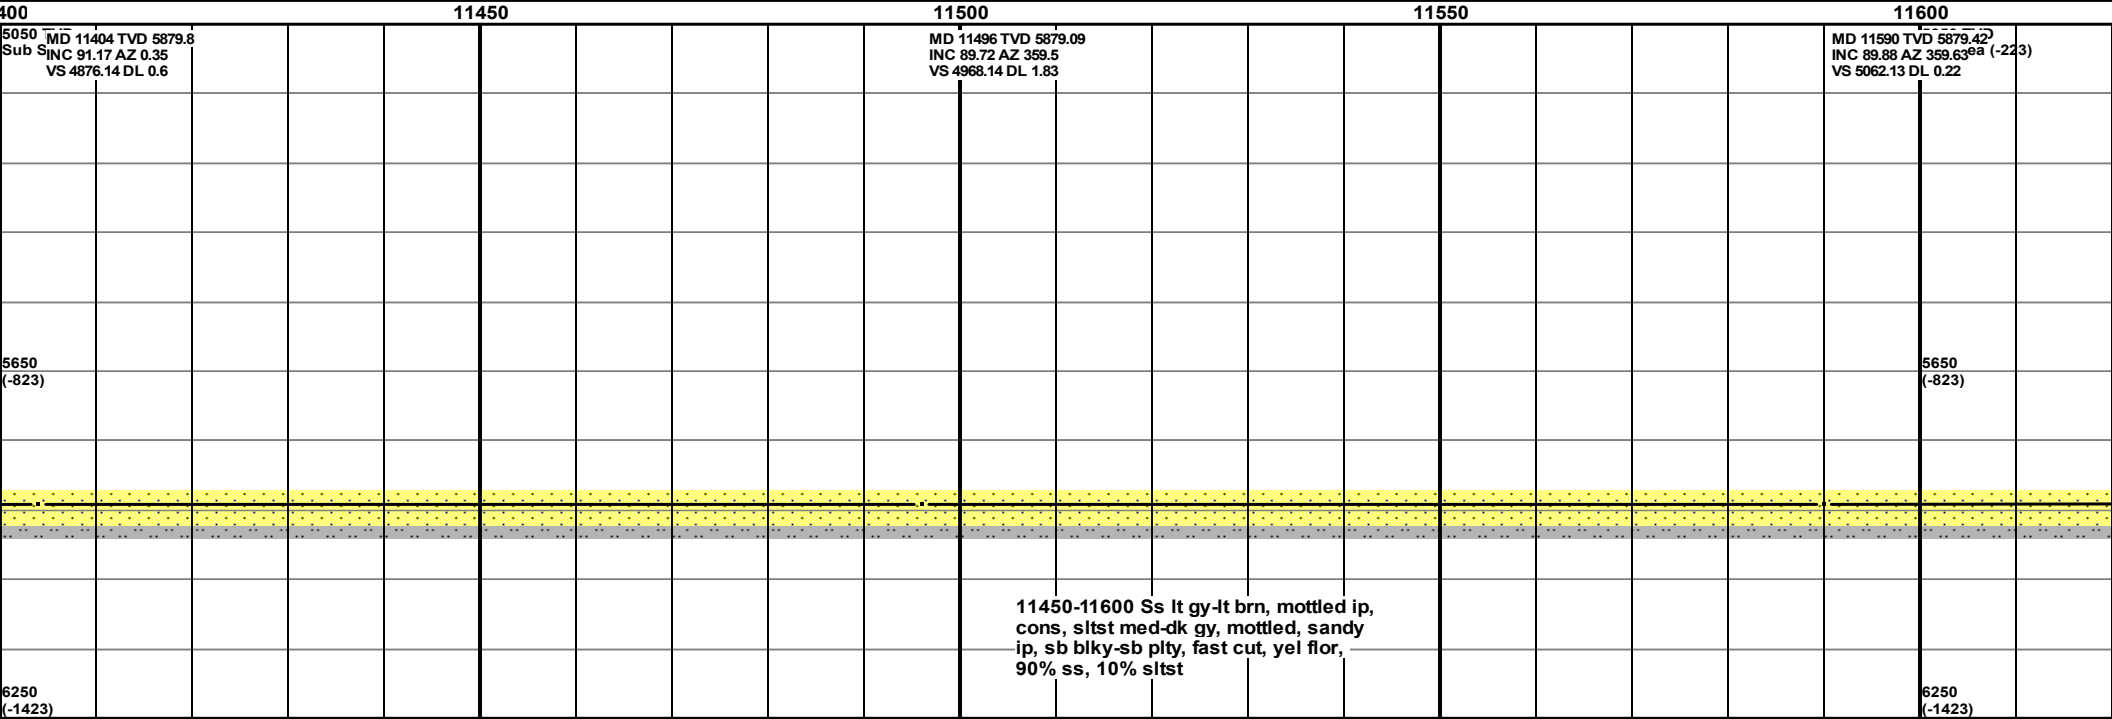 400 11450 11500 11550 11600
5050
Sub S
MD 11404 TVD 5879.8
INC 91.17 AZ 0.35
VS 4876.14 DL 0.6
MD 11496 TVD 5879.09
INC 89.72 AZ 359.5
VS 4968.14 DL 1.83
MD 11590 TVD 5879.42
INC 89.88 AZ 359.63
VS 5062.13 DL 0.22
ea (-223)
5650
(-823)
5650
(-823)
11450-11600 Ss lt gy-lt brn, mottled ip,
cons, sltst med-dk gy, mottled, sandy
ip, sb blky-sb plty, fast cut, yel flor,
90% ss, 10% sltst
6250
(-1423)
6250
(-1423)